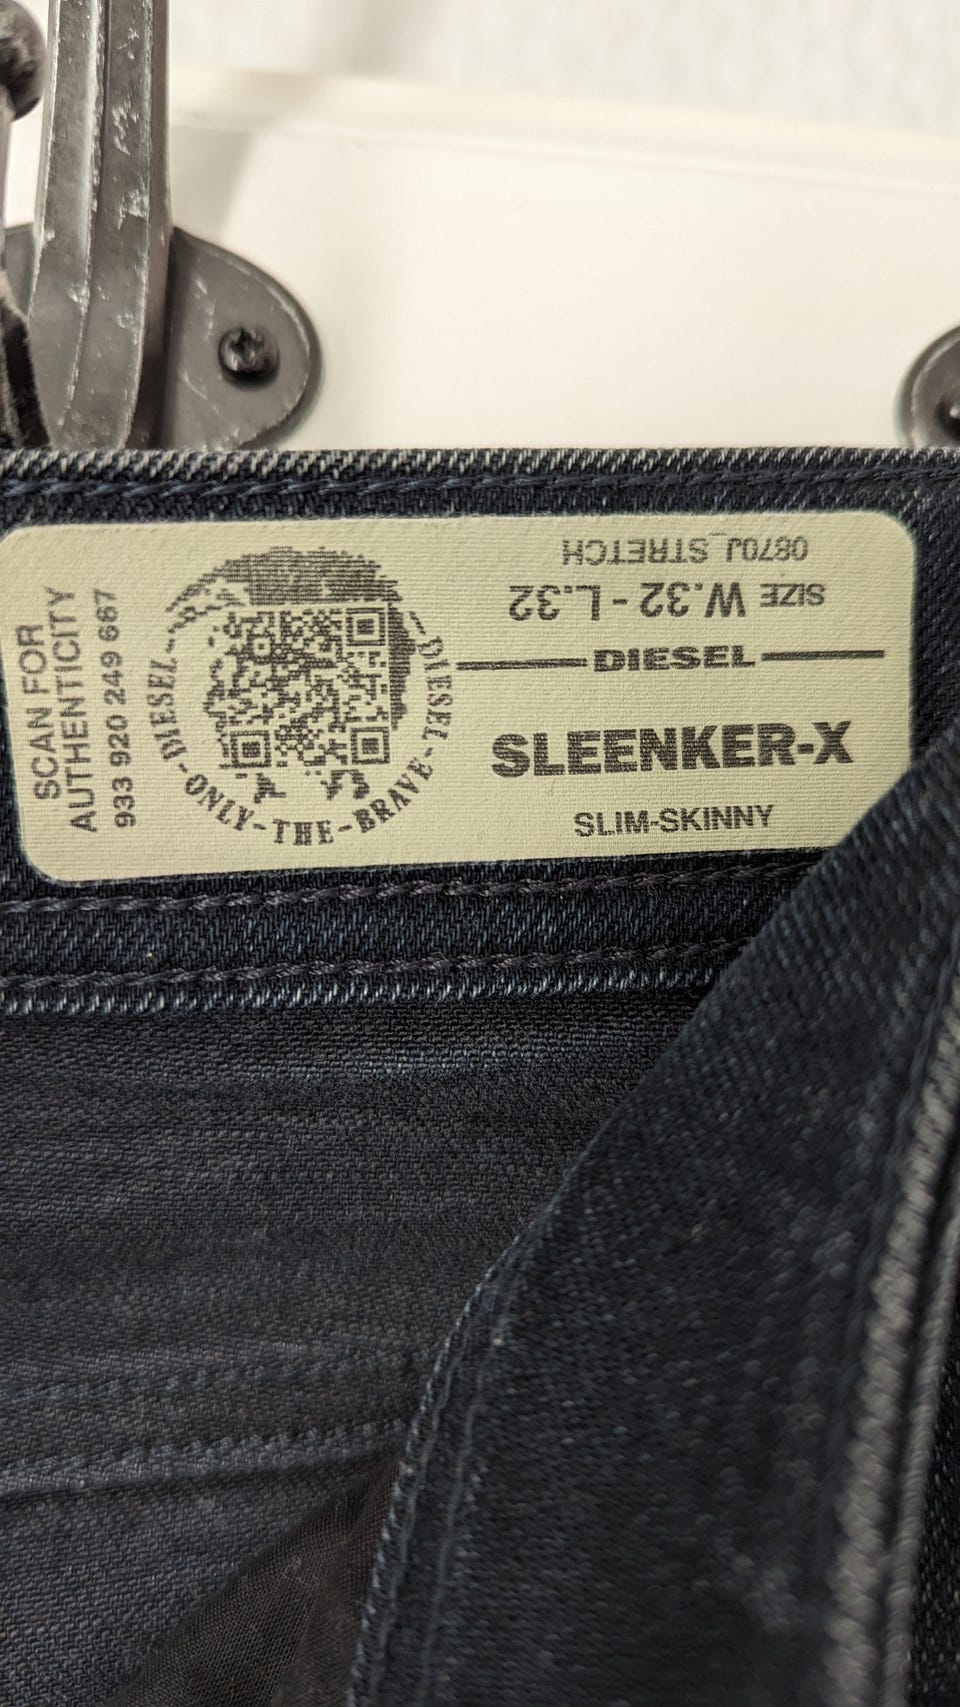 SCAN FOR
AUTHENTICITY
933 920 249 667
DIESEL-ONLY-THE-BRAVE-DIESEL
0870J_STRETCH
SIZE W.32 - L.32
DIESEL
SLEENKER-X
SLIM-SKINNY